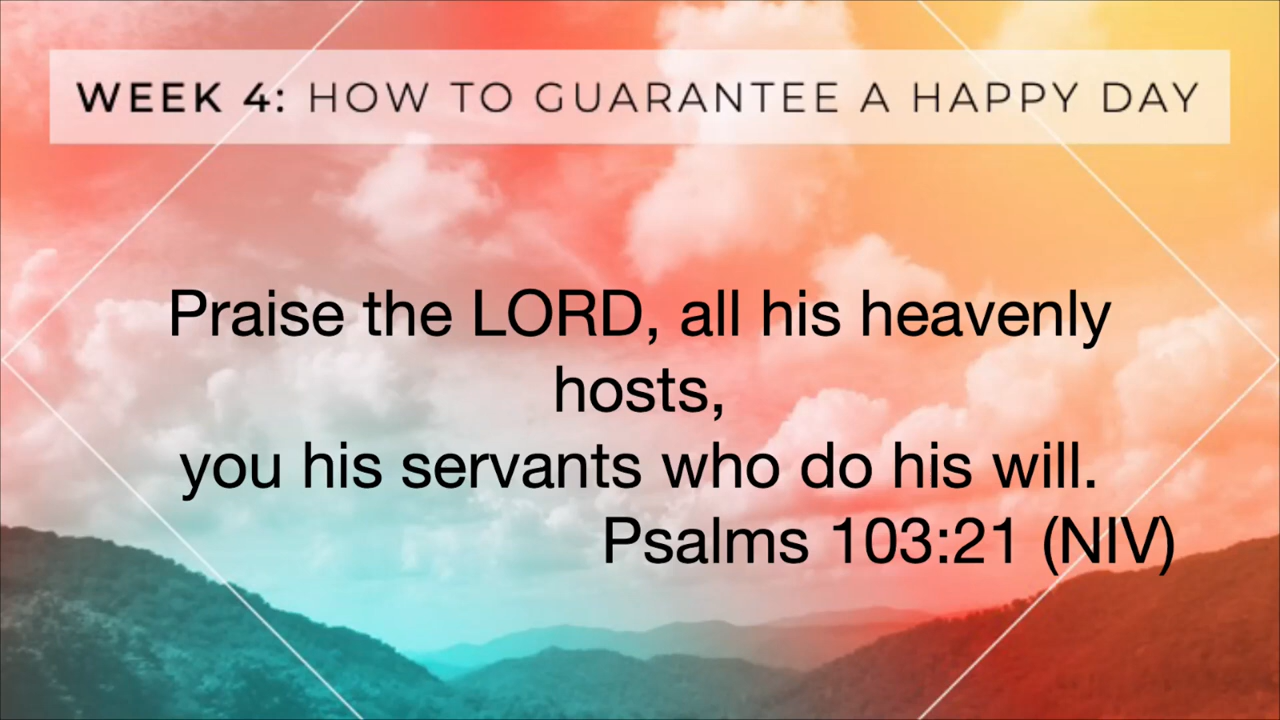 WEEK 4: HOW TO GUARANTEE A HAPPY DAY
Praise the LORD, all his heavenly
hosts,
you his servants who do his will.
Psalms 103:21 (NIV)